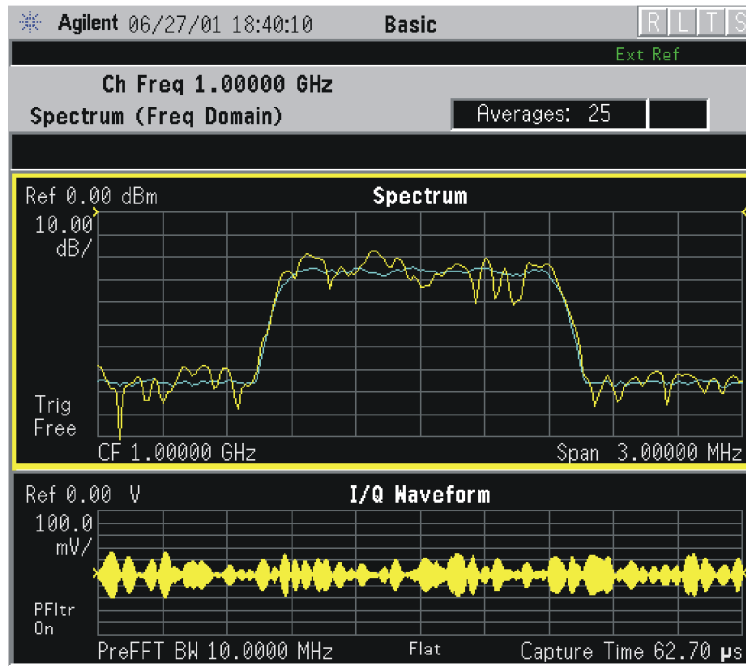 Agilent 06/27/01 18:40:10 Basic R L T S
Ext Ref
Ch Freq 1.00000 GHz
Spectrum (Freq Domain) Averages: 25
Ref 0.00 dBm Spectrum
10.00
dB/
Trig
Free
CF 1.00000 GHz Span 3.00000 MHz
Ref 0.00 V I/Q Waveform
100.0
mV/
PFltr
On
PreFFT BW 10.0000 MHz Flat Capture Time 62.70 µs